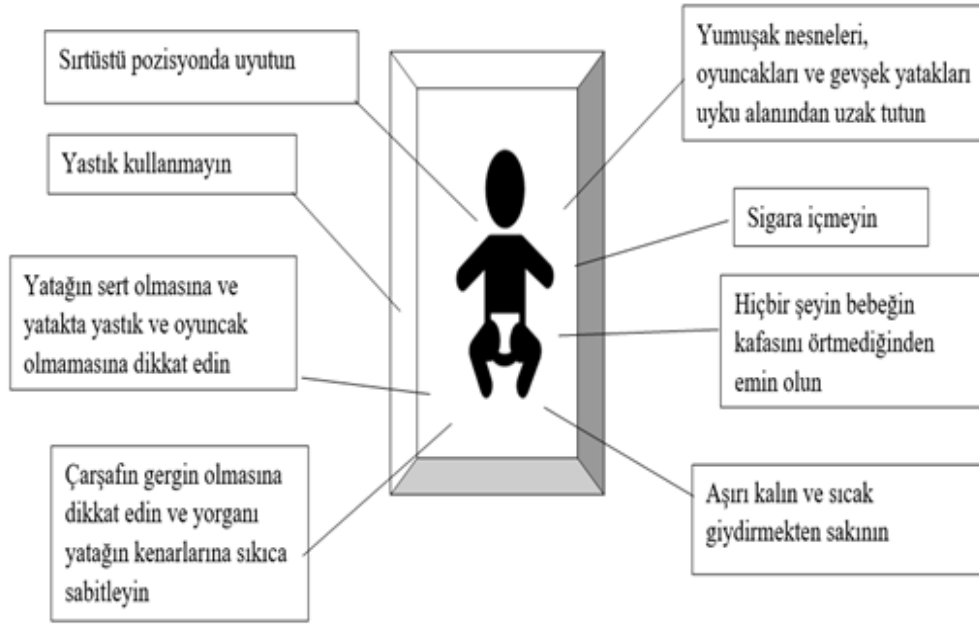 Sırtüstü pozisyonda uyutun
Yastık kullanmayın
Yatağın sert olmasına ve
yatakta yastık ve oyuncak
olmamasına dikkat edin
Çarşafın gergin olmasına
dikkat edin ve yorganı
yatağın kenarlarına sıkıca
sabitleyin
Yumuşak nesneleri,
oyuncakları ve gevşek yatakları
uyku alanından uzak tutun
Sigara içmeyin
Hiçbir şeyin bebeğin
kafasını örtmediğinden
emin olun
Aşırı kalın ve sıcak
giydirmekten sakının